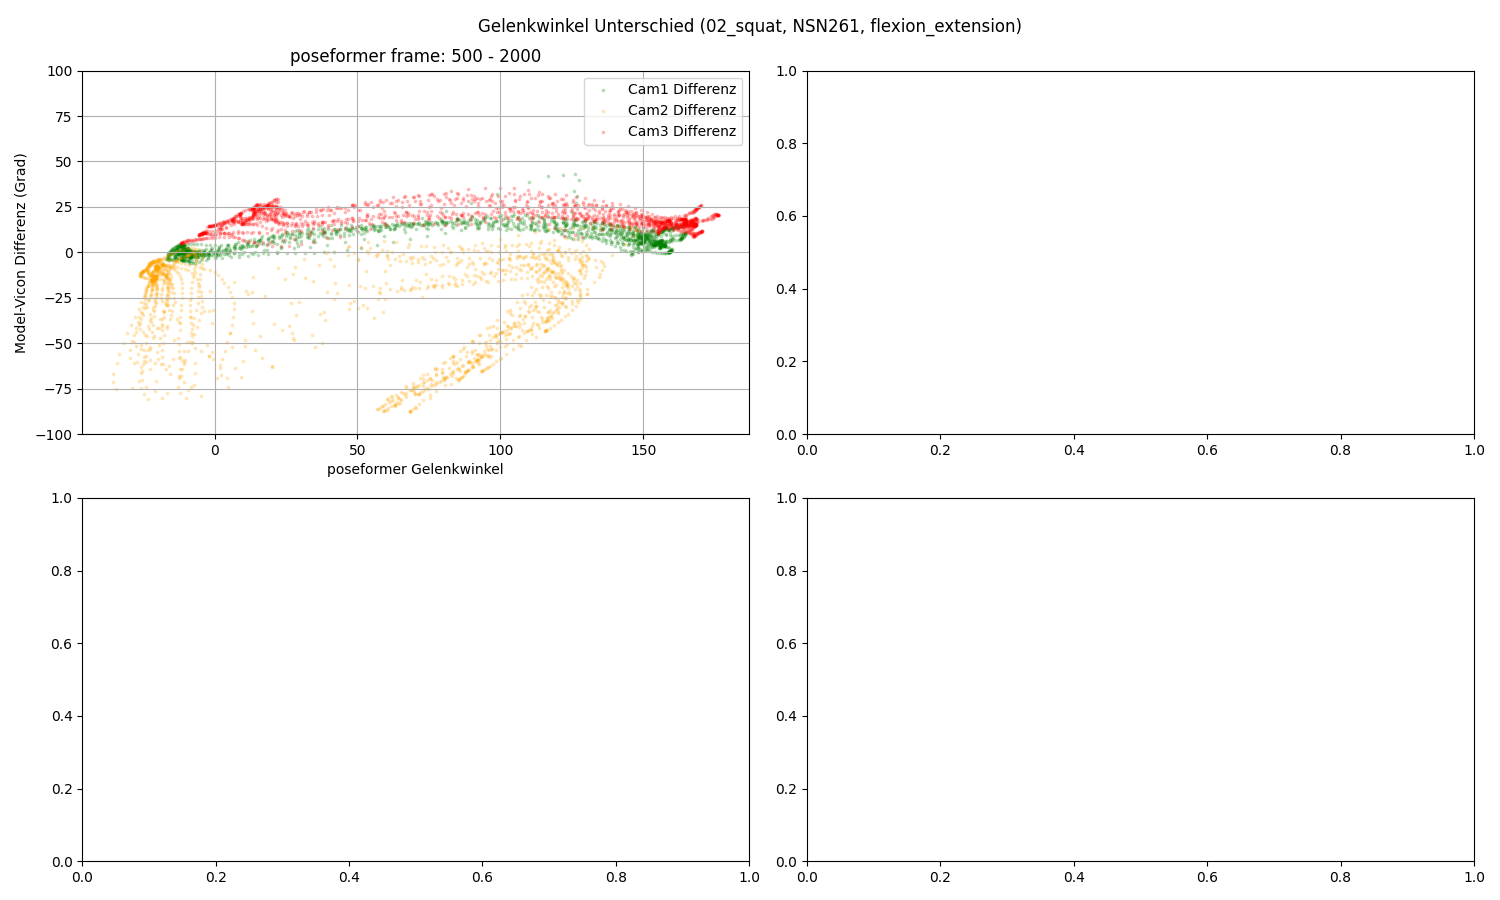 Gelenkwinkel Unterschied (02_squat, NSN261, flexion_extension)
poseformer frame: 500 - 2000
Model-Vicon Differenz (Grad)
100
75
50
25
0
−25
−50
−75
−100
Cam1 Differenz
Cam2 Differenz
Cam3 Differenz
0 50 100 150
poseformer Gelenkwinkel
1.0
0.8
0.6
0.4
0.2
0.0
0.0 0.2 0.4 0.6 0.8 1.0
1.0
0.8
0.6
0.4
0.2
0.0
0.0 0.2 0.4 0.6 0.8 1.0
1.0
0.8
0.6
0.4
0.2
0.0
0.0 0.2 0.4 0.6 0.8 1.0